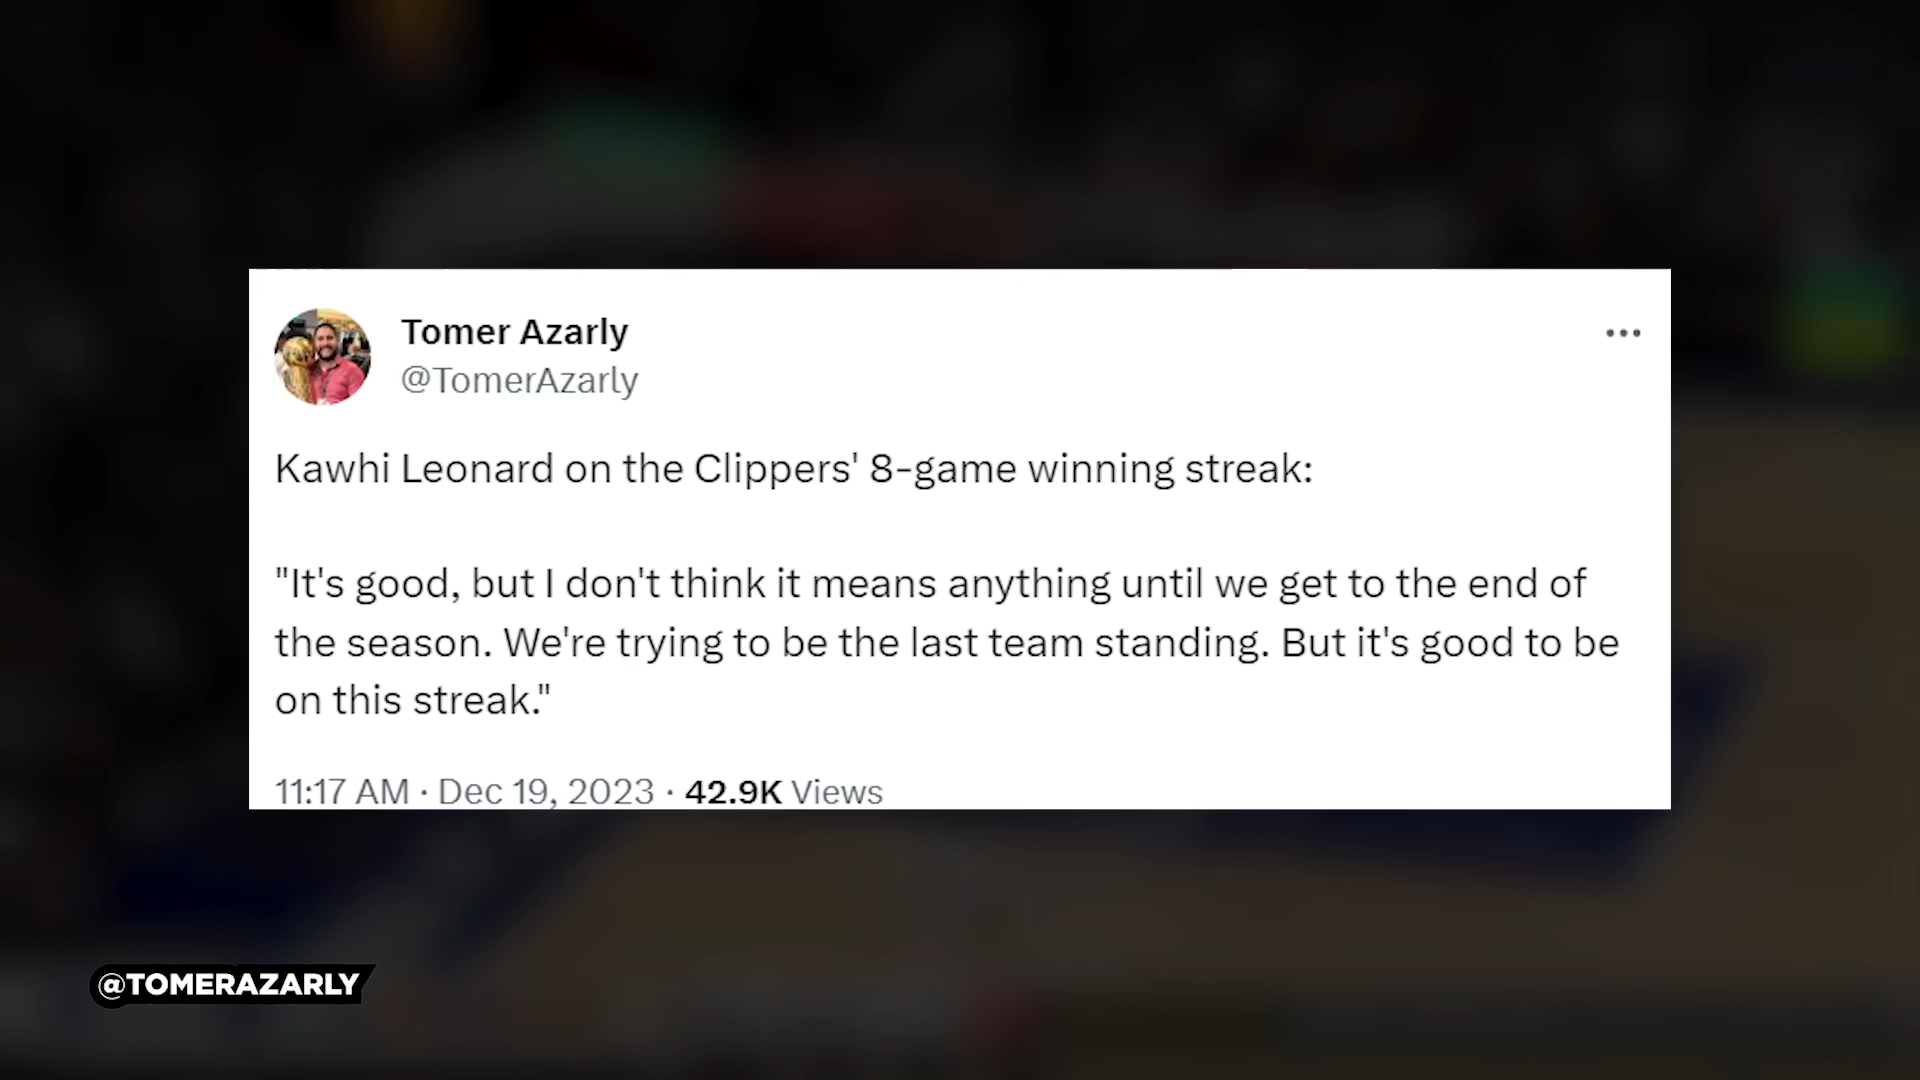 Tomer Azarly
@TomerAzarly
Kawhi Leonard on the Clippers' 8-game winning streak:
"It's good, but I don't think it means anything until we get to the end of
the season. We're trying to be the last team standing. But it's good to be
on this streak."
11:17 AM · Dec 19, 2023 · 42.9K Views
@TOMERAZARLY